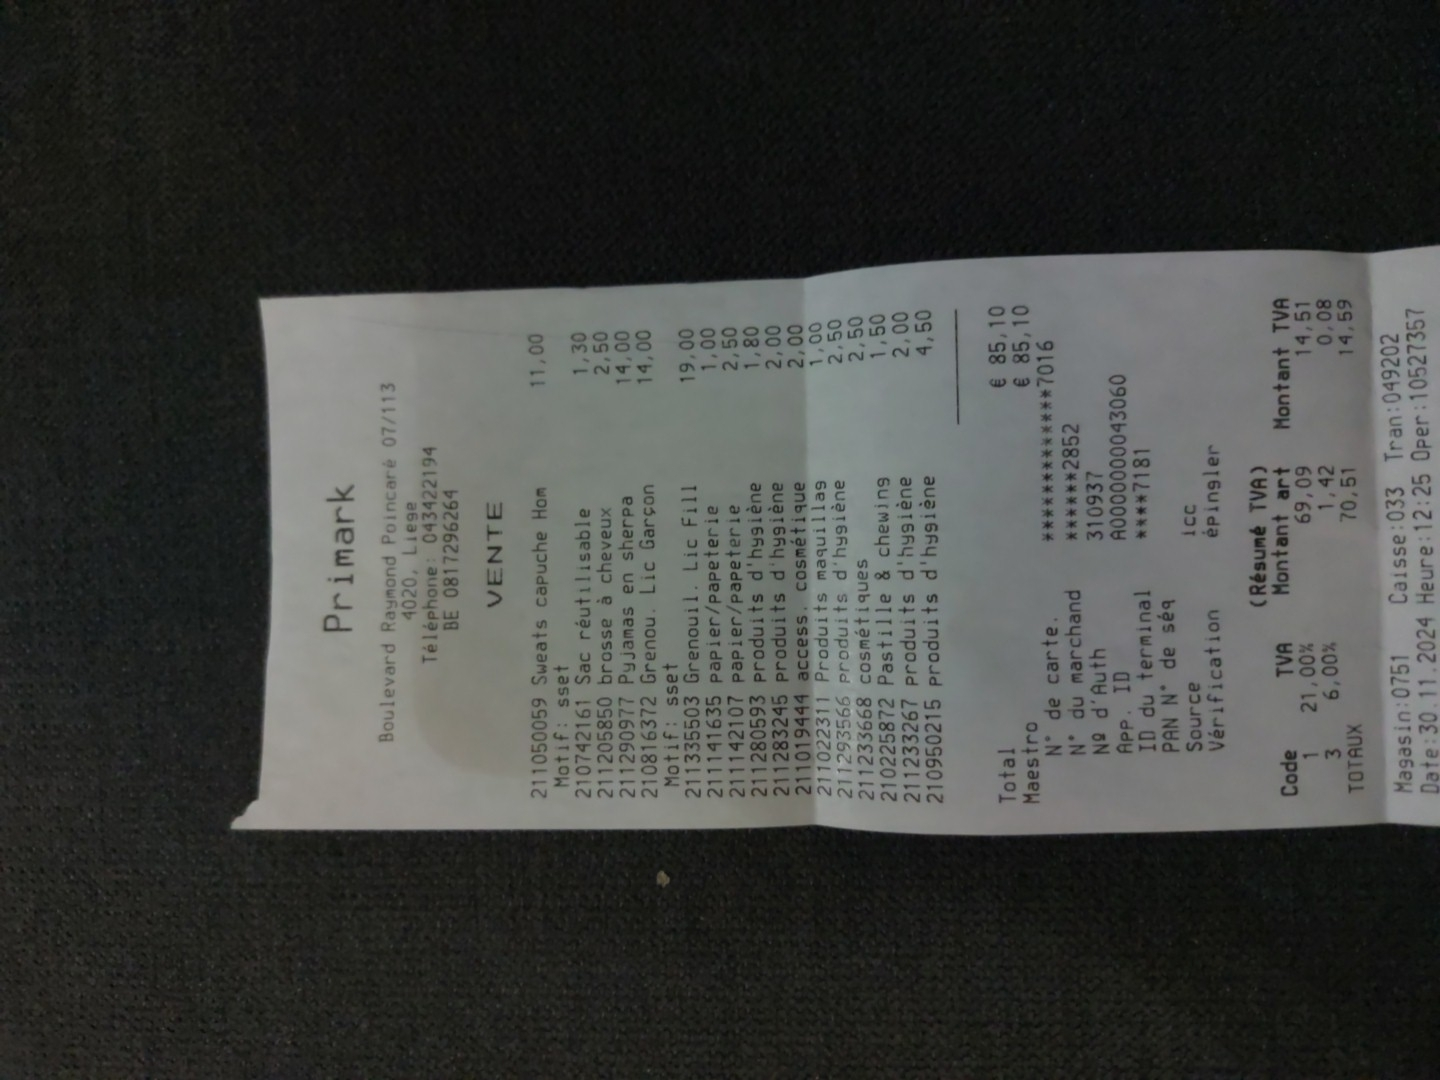 Primark
Boulevard Raymond Poincaré 07/113
4020, Liege
Téléphone: 043422194
BE 0817296264
VENTE
211050059 Sweats capuche Hom 11,00
Motif: sset
210742161 Sac réutilisable 1,30
211205850 brosse à cheveux 2,50
211290977 Pyjamas en sherpa 14,00
210816372 Grenou. Lic Garçon 14,00
Motif: sset
211335503 Grenouil. Lic Fill 19,00
211141635 papier/papeterie 1,00
211142107 papier/papeterie 2,50
211280593 produits d'hygiène 1,80
211283245 produits d'hygiène 2,00
211019444 access. cosmétique 2,00
211022311 Produits maquillag 1,00
211293566 produits d'hygiène 2,50
211233668 cosmétiques 2,50
210225872 Pastille & chewing 1,50
211233267 produits d'hygiène 2,00
210950215 produits d'hygiène 4,50
Total € 85,10
Maestro € 85,10
N° de carte. ***************7016
N° du marchand ******2852
Nº d'Auth 310937
App. ID A0000000043060
ID du terminal ****7181
PAN N° de séq
Source icc
Vérification épingler
(Résumé TVA)
Code TVA Montant art Montant TVA
1 21,00% 69,09 14,51
3 6,00% 1,42 0,08
TOTAUX 70,51 14,59
Magasin:0751 Caisse:033 Tran:049202
Date:30.11.2024 Heure:12:25 Oper:10527357